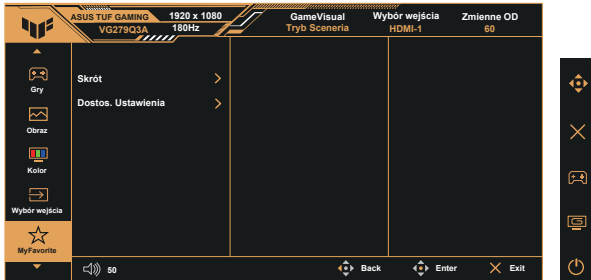 ASUS TUF GAMING 1920 x 1080
VG279Q3A 180Hz
GameVisual Wybór wejścia Zmienne OD
Tryb Sceneria HDMI-1 60
Gry
Obraz
Kolor
Wybór wejścia
MyFavorite
Skrót
Dostos. Ustawienia
50 Back Enter Exit